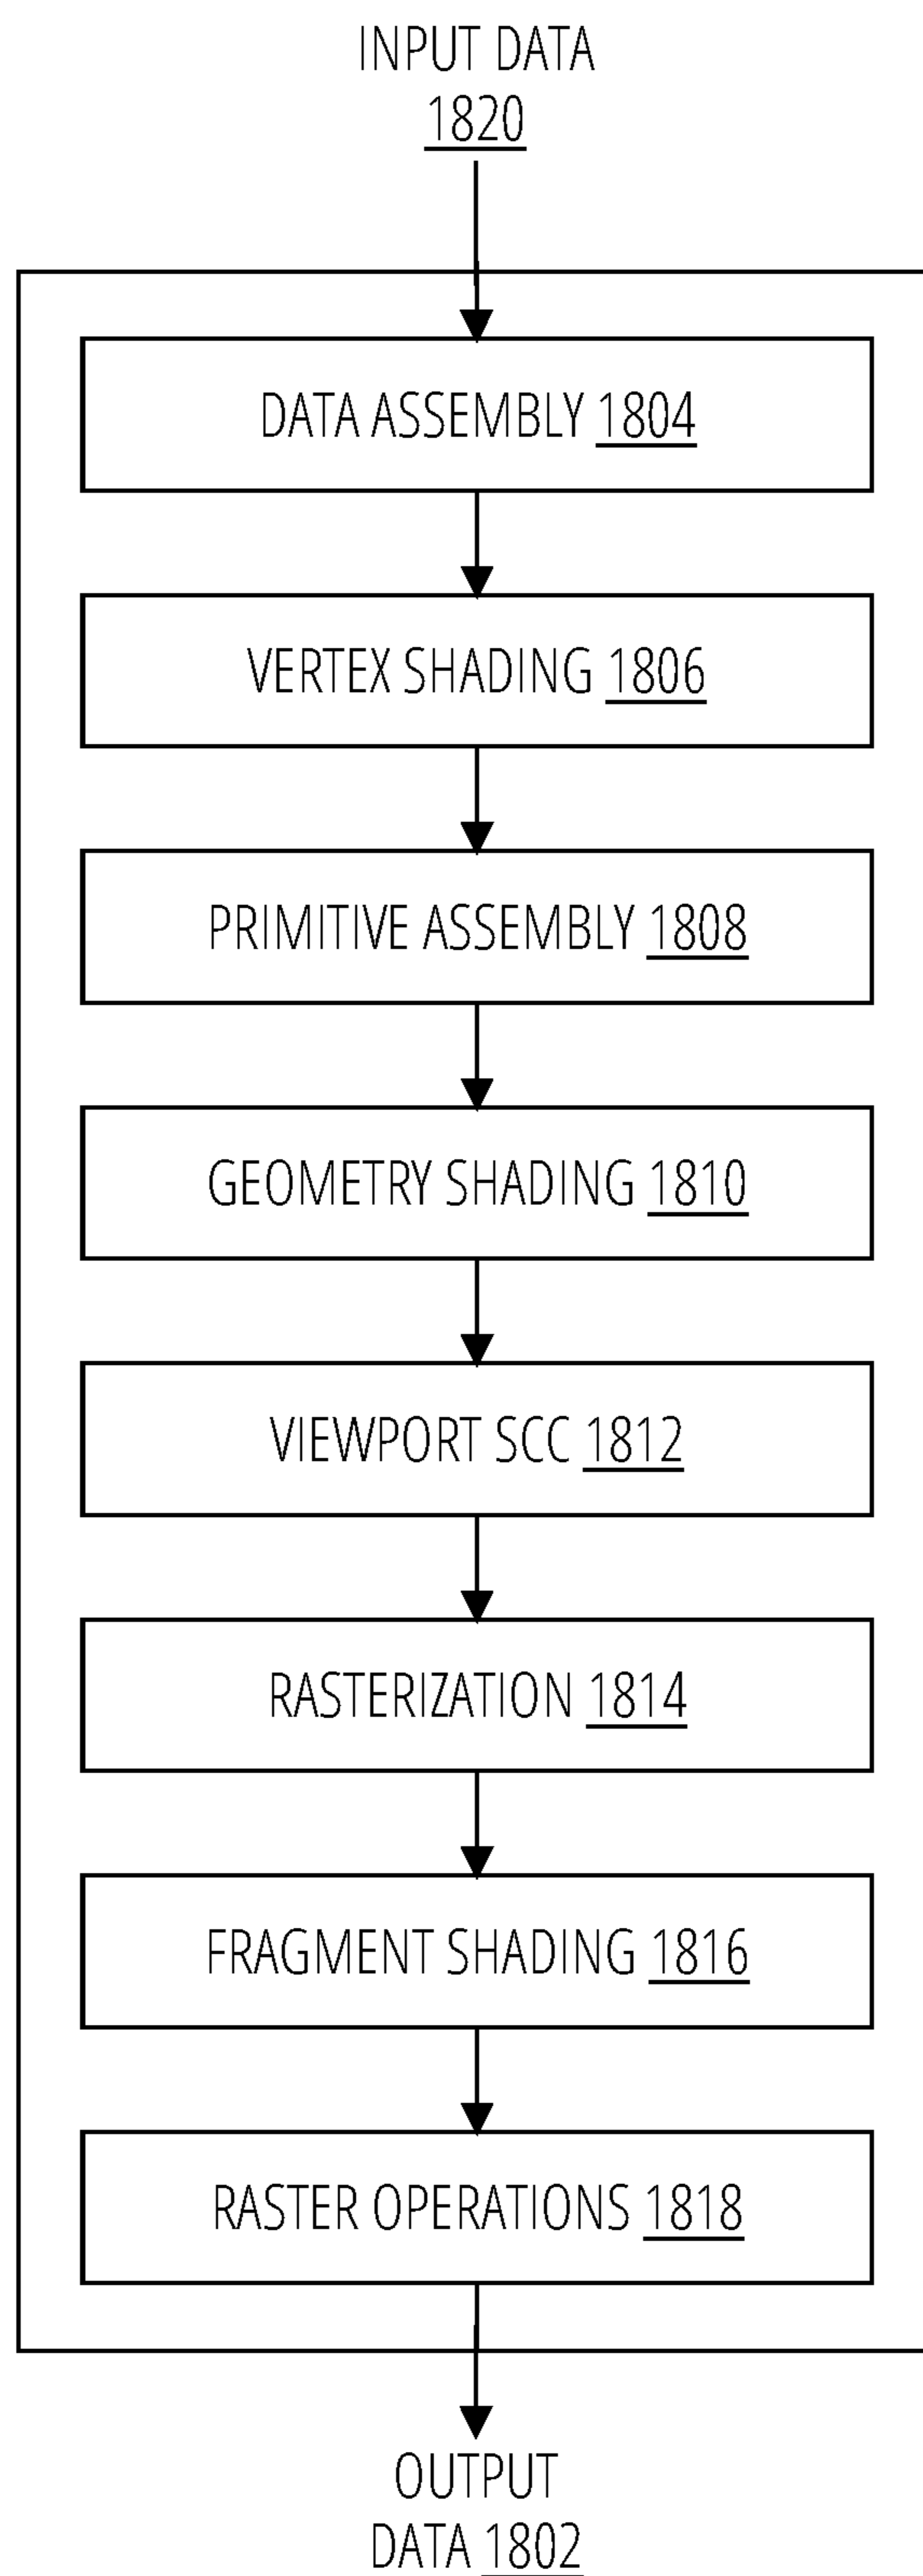 INPUT DATA
1820
DATA ASSEMBLY 1804
VERTEX SHADING 1806
PRIMITIVE ASSEMBLY 1808
GEOMETRY SHADING 1810
VIEWPORT SCC 1812
RASTERIZATION 1814
FRAGMENT SHADING 1816
RASTER OPERATIONS 1818
OUTPUT
DATA 1802